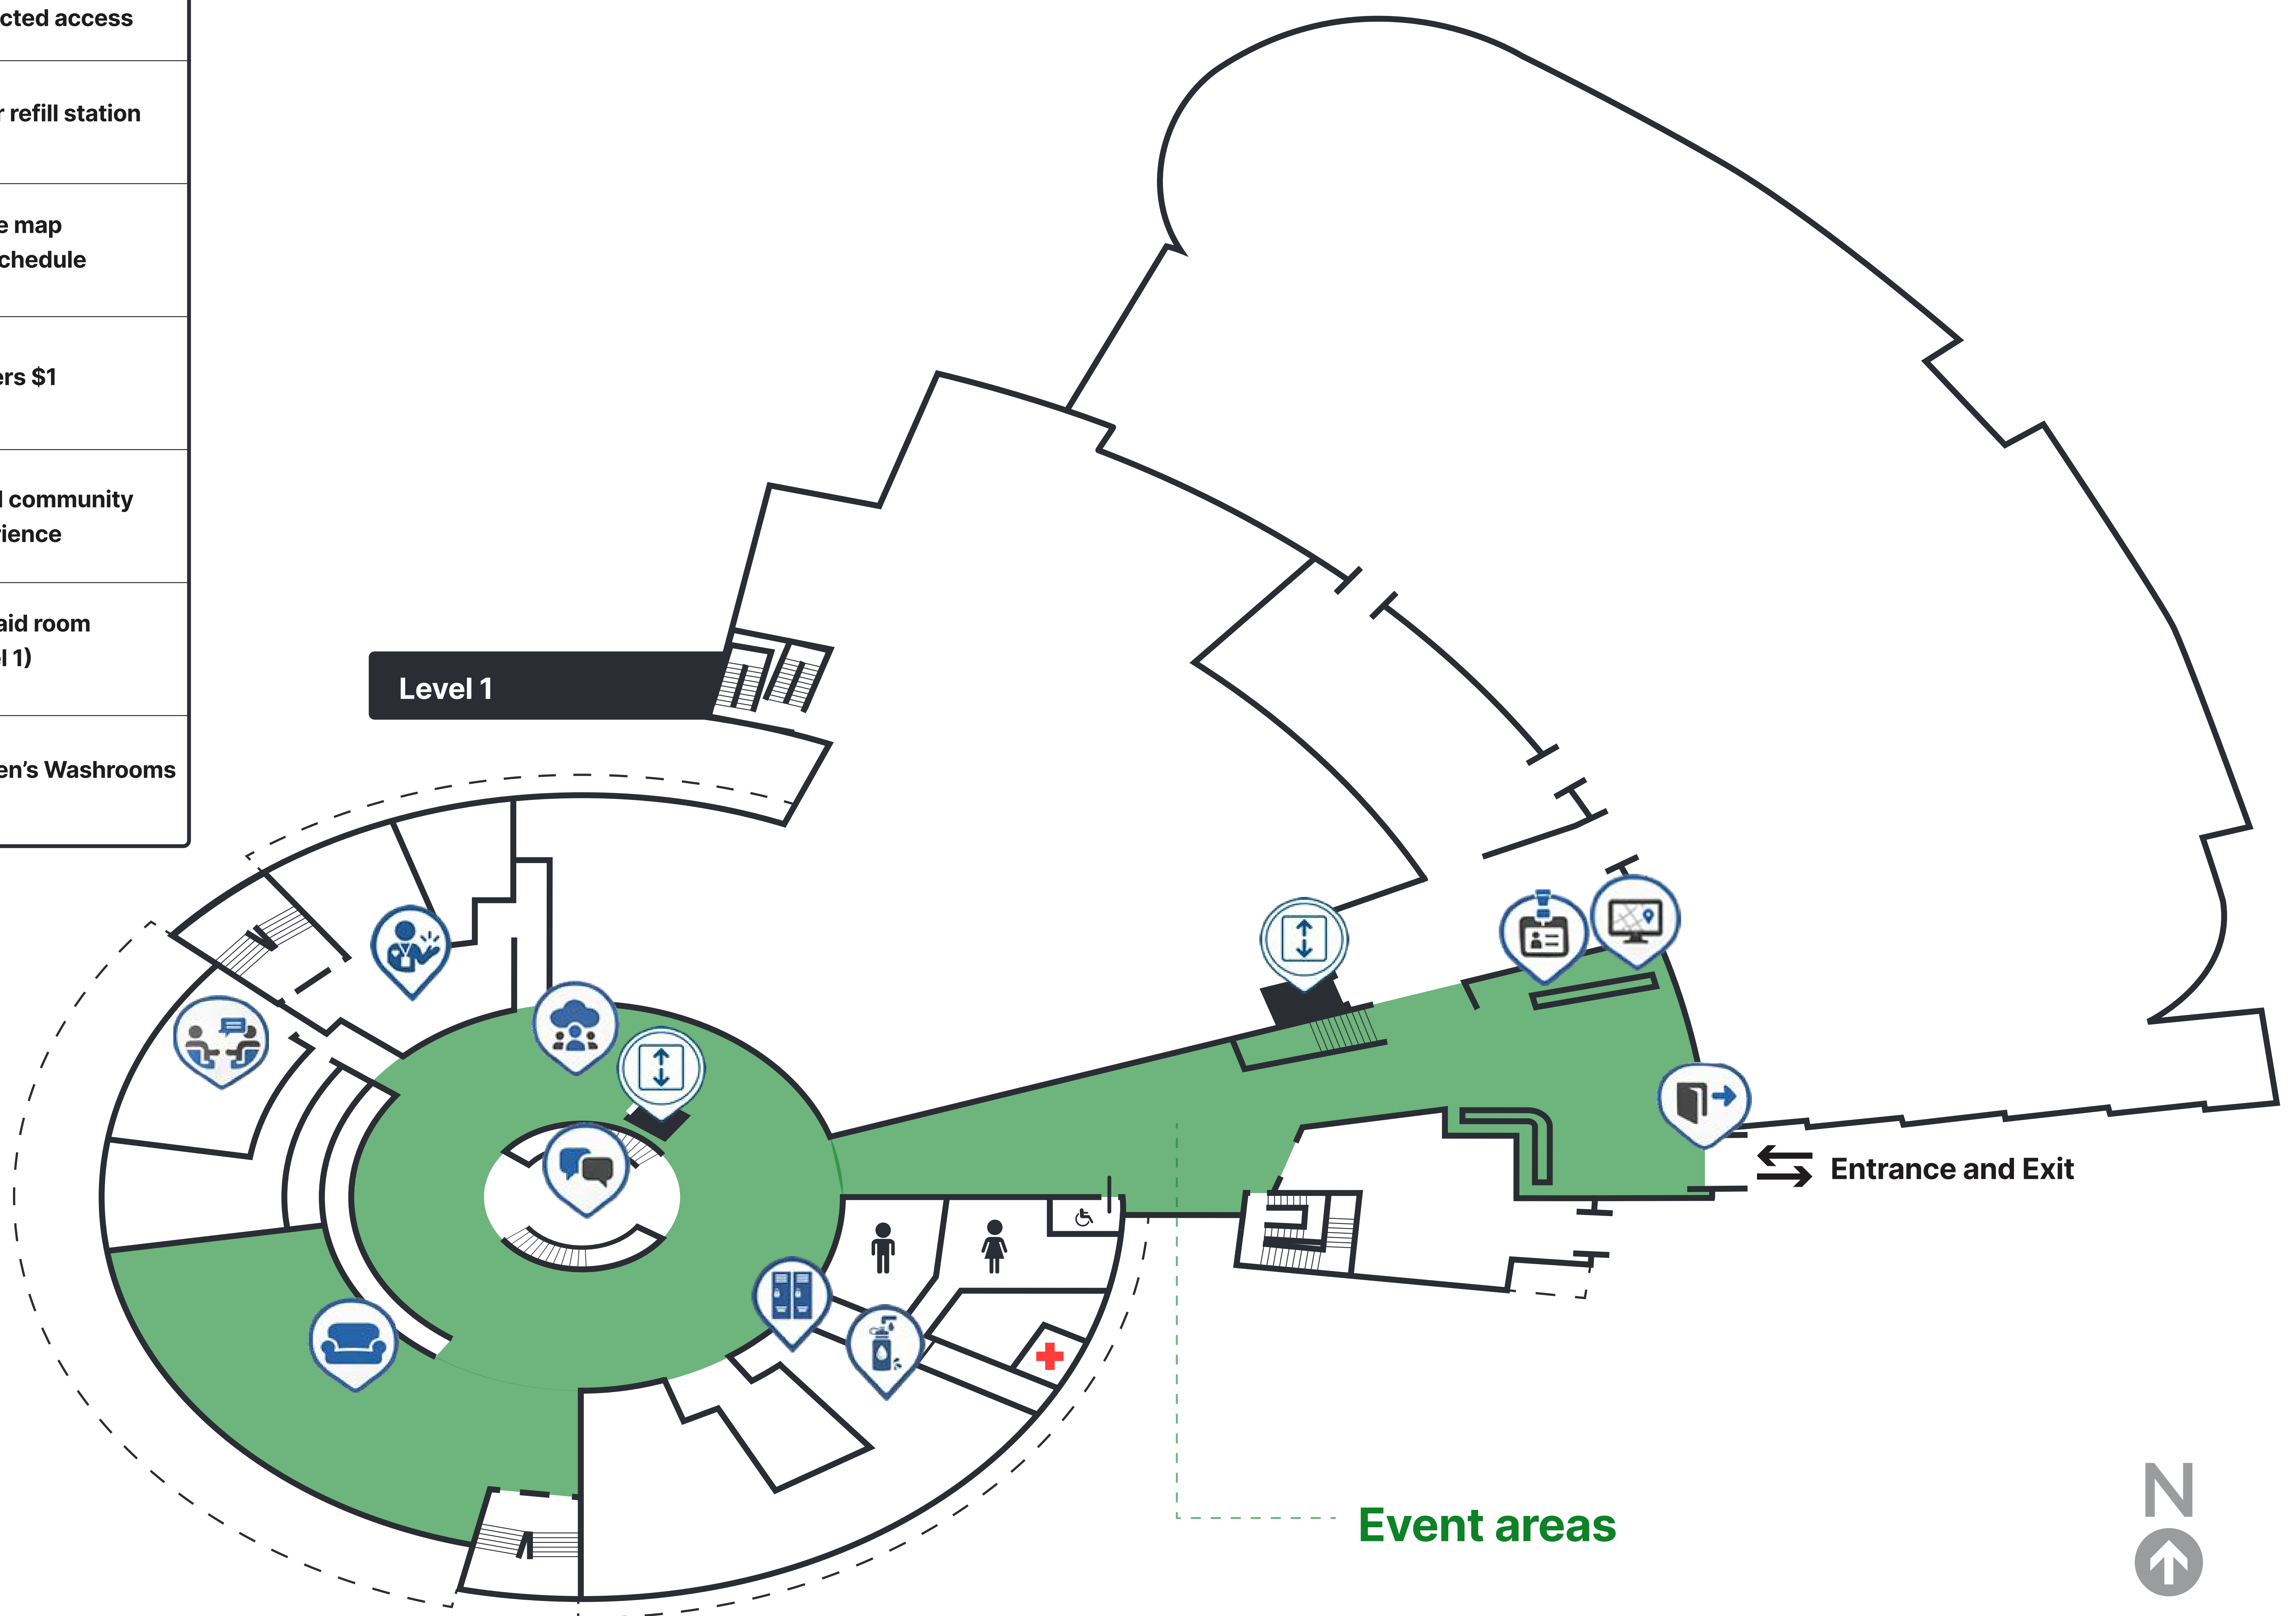 cted access
r refill station
e map
chedule
ers $1
l community
rience
aid room
l 1)
en’s Washrooms
Level 1
Entrance and Exit
Event areas
N